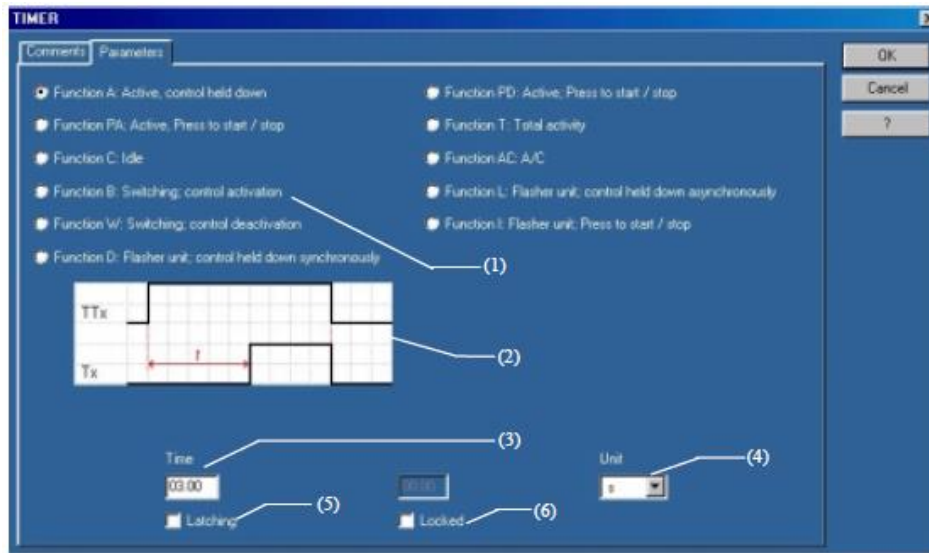 TIMER
Comments Parameters
OK
Cancel
?
Function A: Active, control held down
Function PA: Active, Press to start / stop
Function C: Idle
Function B: Switching; control activation
Function W: Switching; control deactivation
Function D: Flasher unit; control held down synchronously
Function PD: Active; Press to start / stop
Function T: Total activity
Function AC: A/C
Function L: Flasher unit; control held down asynchronously
Function I: Flasher unit; Press to start / stop
(1)
TTx
(2)
Tx
(3)
Time
Unit
(4)
03.00
00.00
s
(5)
(6)
Latching
Locked